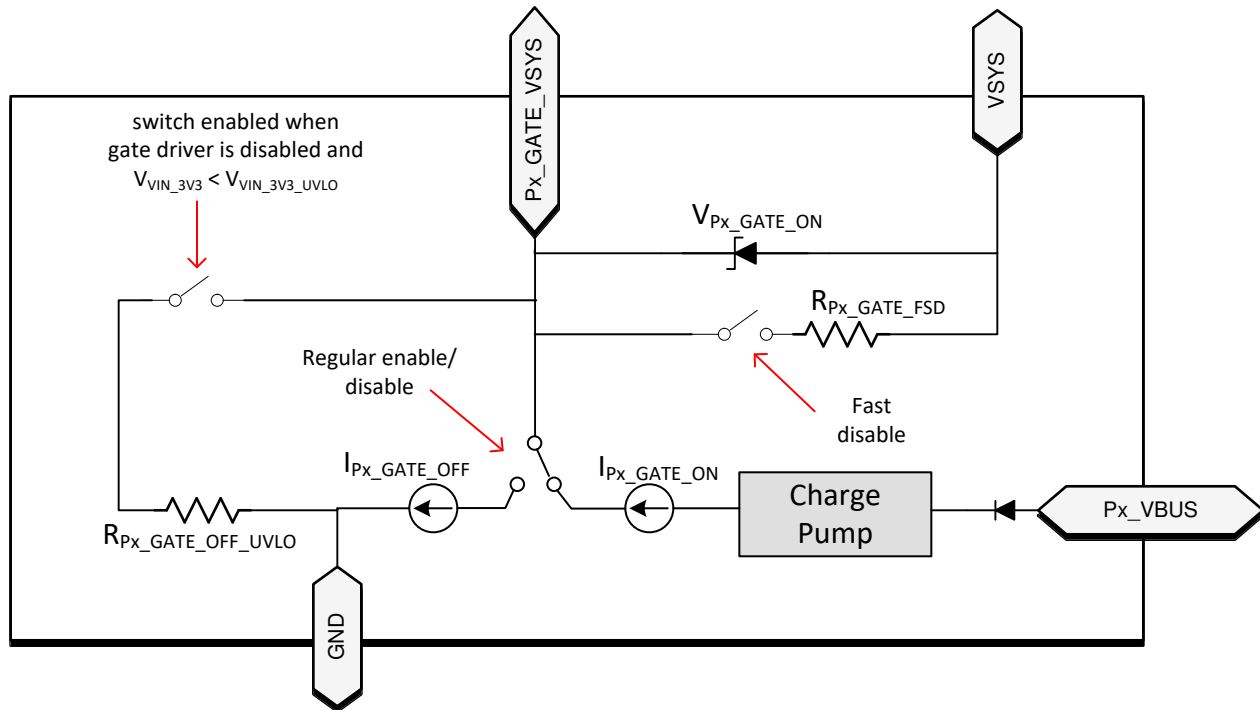 Px_GATE_VSYS
VSYS
switch enabled when
gate driver is disabled and
VVIN_3V3 < VVIN_3V3_UVLO
VPx_GATE_ON
RPx_GATE_FSD
Regular enable/
disable
Fast
disable
IPx_GATE_OFF
IPx_GATE_ON
Charge
Pump
Px_VBUS
RPx_GATE_OFF_UVLO
GND